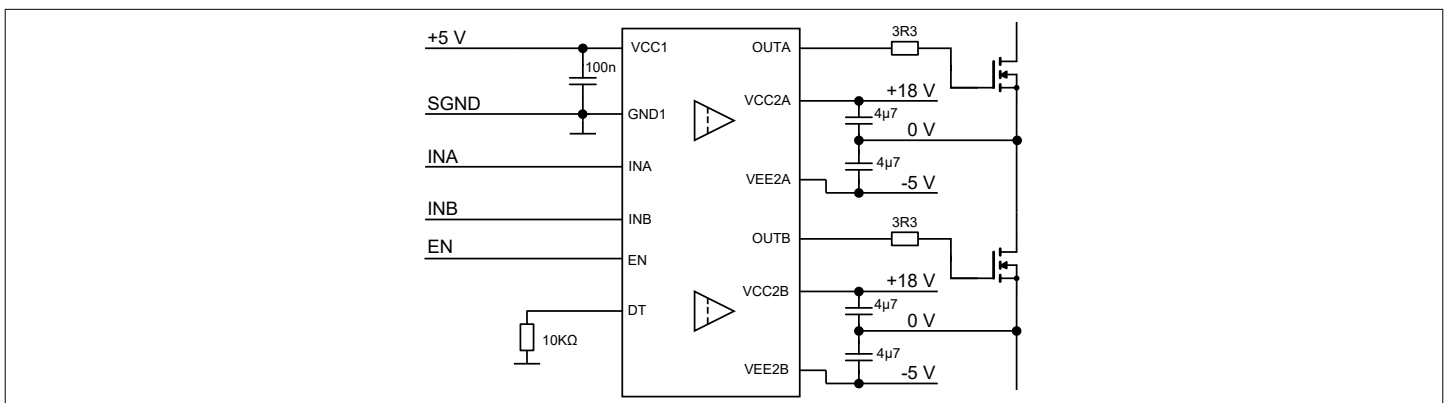 +5 V
VCC1
OUTA
3R3
100n
VCC2A
+18 V
4µ7
SGND
GND1
0 V
4µ7
INA
INA
VEE2A
-5 V
INB
INB
OUTB
3R3
EN
EN
VCC2B
+18 V
4µ7
DT
0 V
10KΩ
4µ7
VEE2B
-5 V